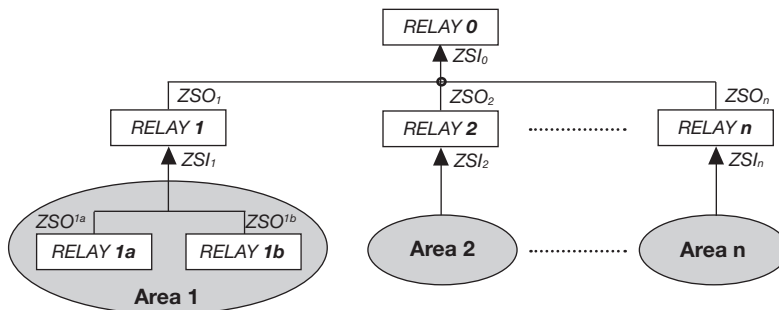 RELAY 0
ZSI0
ZSO1
ZSO2
ZSOn
RELAY 1
RELAY 2
RELAY n
ZSI1
ZSI2
ZSIn
ZSO1a
ZSO1b
RELAY 1a
RELAY 1b
Area 2
Area n
Area 1